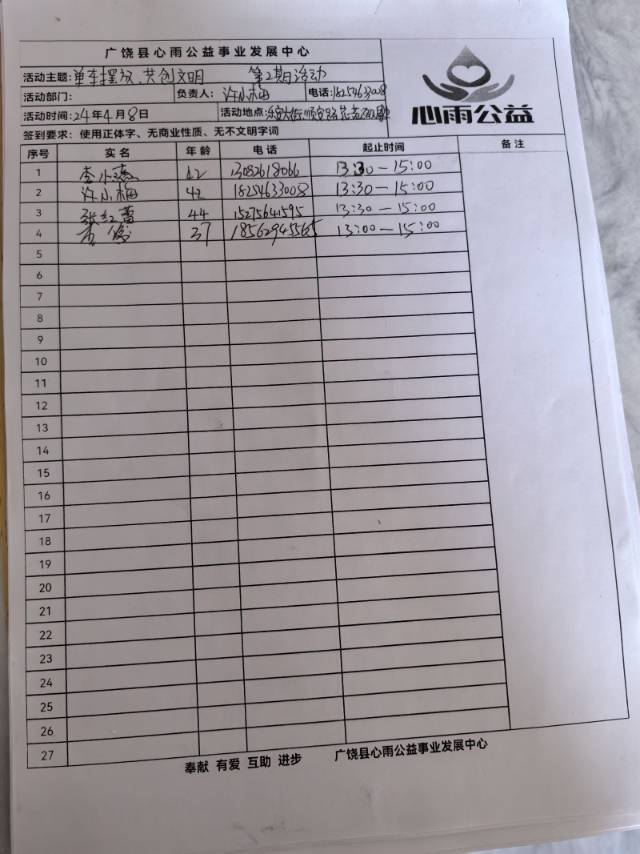 广饶县心雨公益事业发展中心
活动主题:单车摆放,共创文明 第2期活动
活动部门: 负责人:许小梅 电话:18254633008
活动时间:24年4月8日 活动地点:
心雨公益
签到要求:使用正体字、无商业性质、无不文明字词
序号 实名 年龄 电话 起止时间 备注
1 李小燕 42 13082618066 13:30—15:00
2 许小梅 42 18254633008 13:30—15:00
3 张红蕾 44 15275641595 13:30—15:00
4 37 18562945565 13:00—15:00
5
6
7
8
9
10
11
12
13
14
15
16
17
18
19
20
21
22
23
24
25
26
27
奉献 有爱 互助 进步 广饶县心雨公益事业发展中心